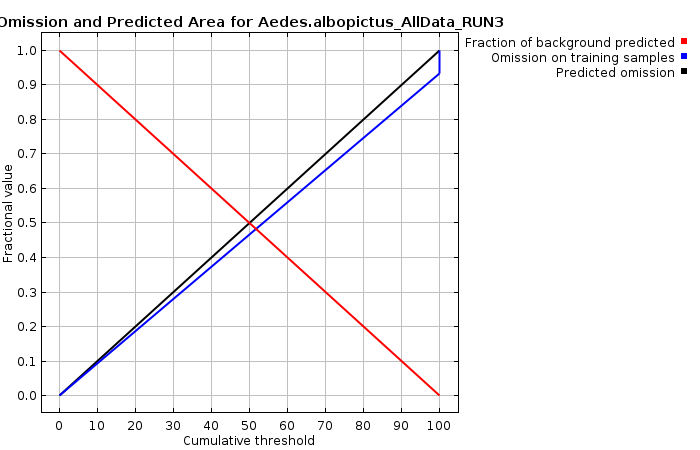 Omission and Predicted Area for Aedes.albopictus_AllData_RUN3
Fraction of background predicted
Omission on training samples
Predicted omission
Fractional value
1.0
0.9
0.8
0.7
0.6
0.5
0.4
0.3
0.2
0.1
0.0
0 10 20 30 40 50 60 70 80 90 100
Cumulative threshold